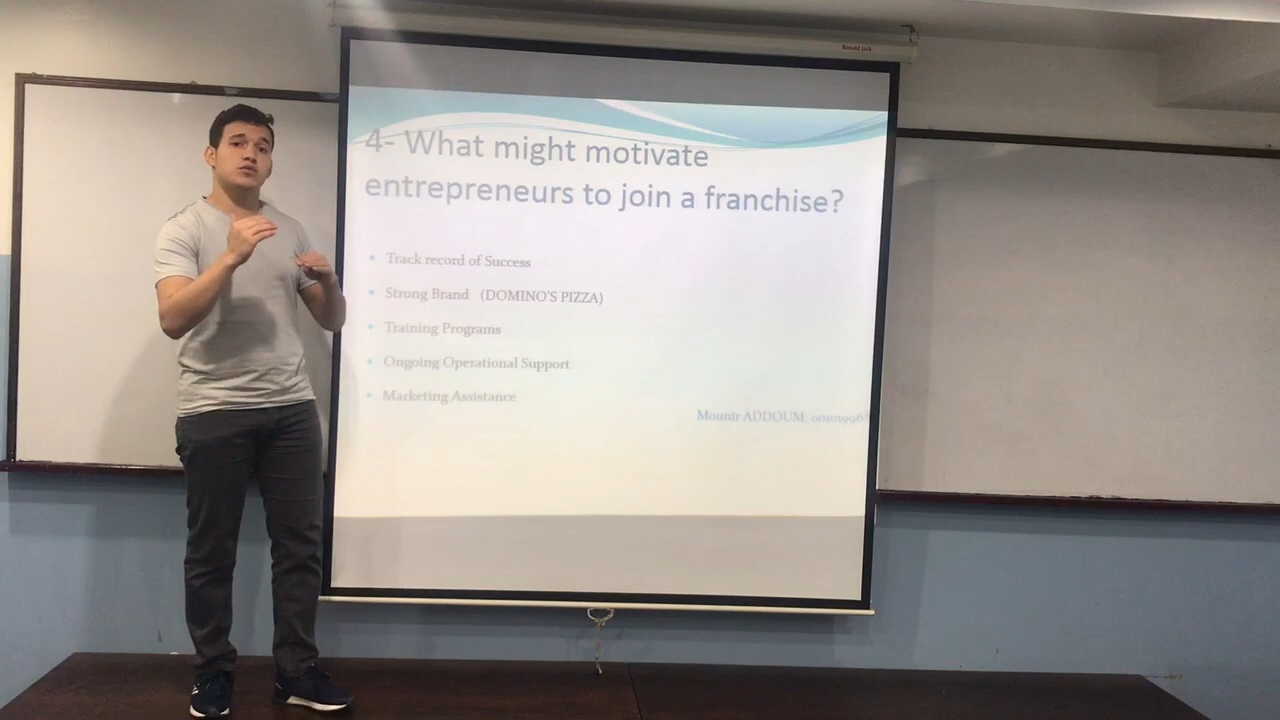 4- What might motivate
entrepreneurs to join a franchise?
• Track record of Success
• Strong Brand (DOMINO'S PIZZA)
• Training Programs
• Ongoing Operational Support
• Marketing Assistance
Mounir ADDOUM: